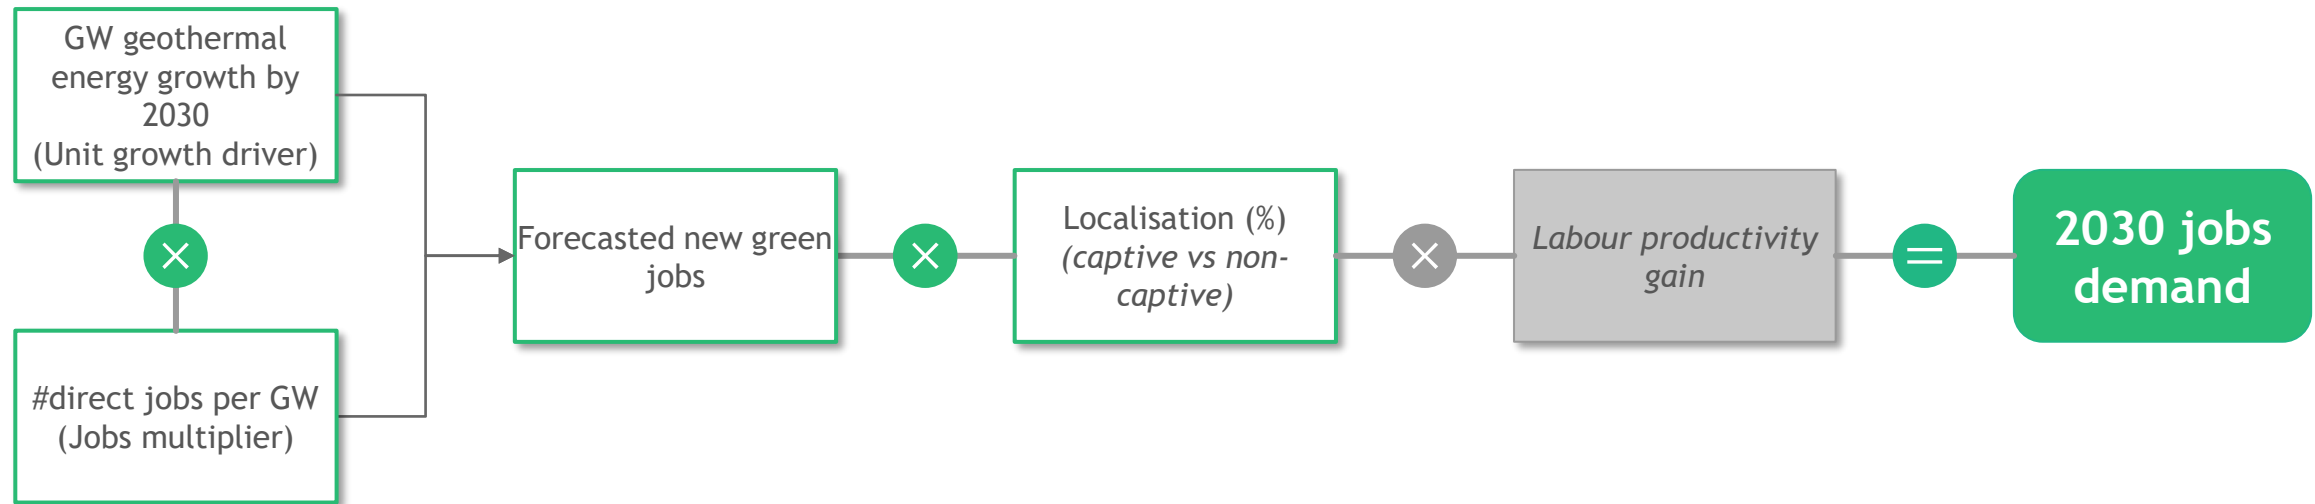 GW geothermal
energy growth by
2030
(Unit growth driver)
#direct jobs per GW
(Jobs multiplier)
Forecasted new green
jobs
Localisation (%)
(captive vs non-
captive)
Labour productivity
gain
2030 jobs
demand